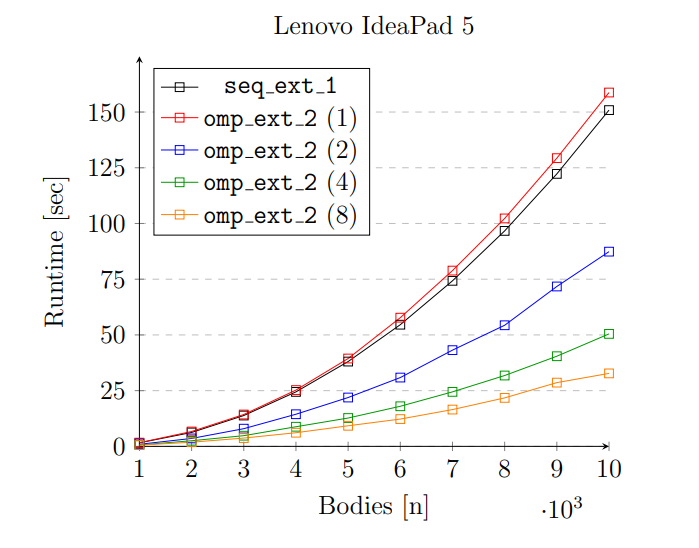 Lenovo IdeaPad 5
seq_ext_1
omp_ext_2 (1)
omp_ext_2 (2)
omp_ext_2 (4)
omp_ext_2 (8)
Runtime [sec]
150
125
100
75
50
25
0
1 2 3 4 5 6 7 8 9 10
Bodies [n]
·10³